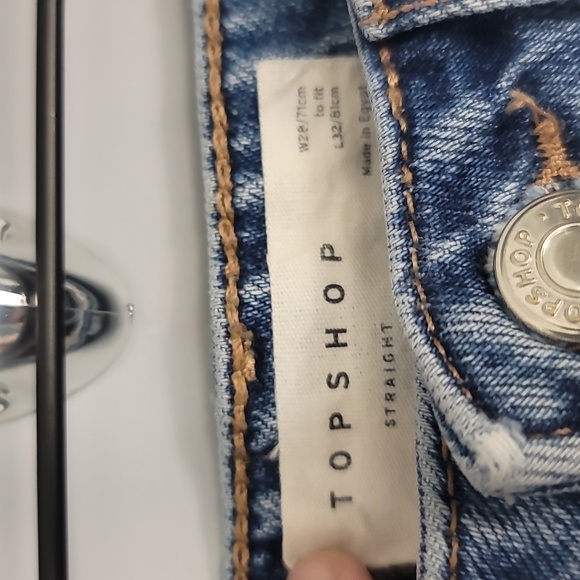 TOPSHOP
STRAIGHT
W28/71cm
to fit
L32/81cm
Made in Egypt
TOPSHOP · T